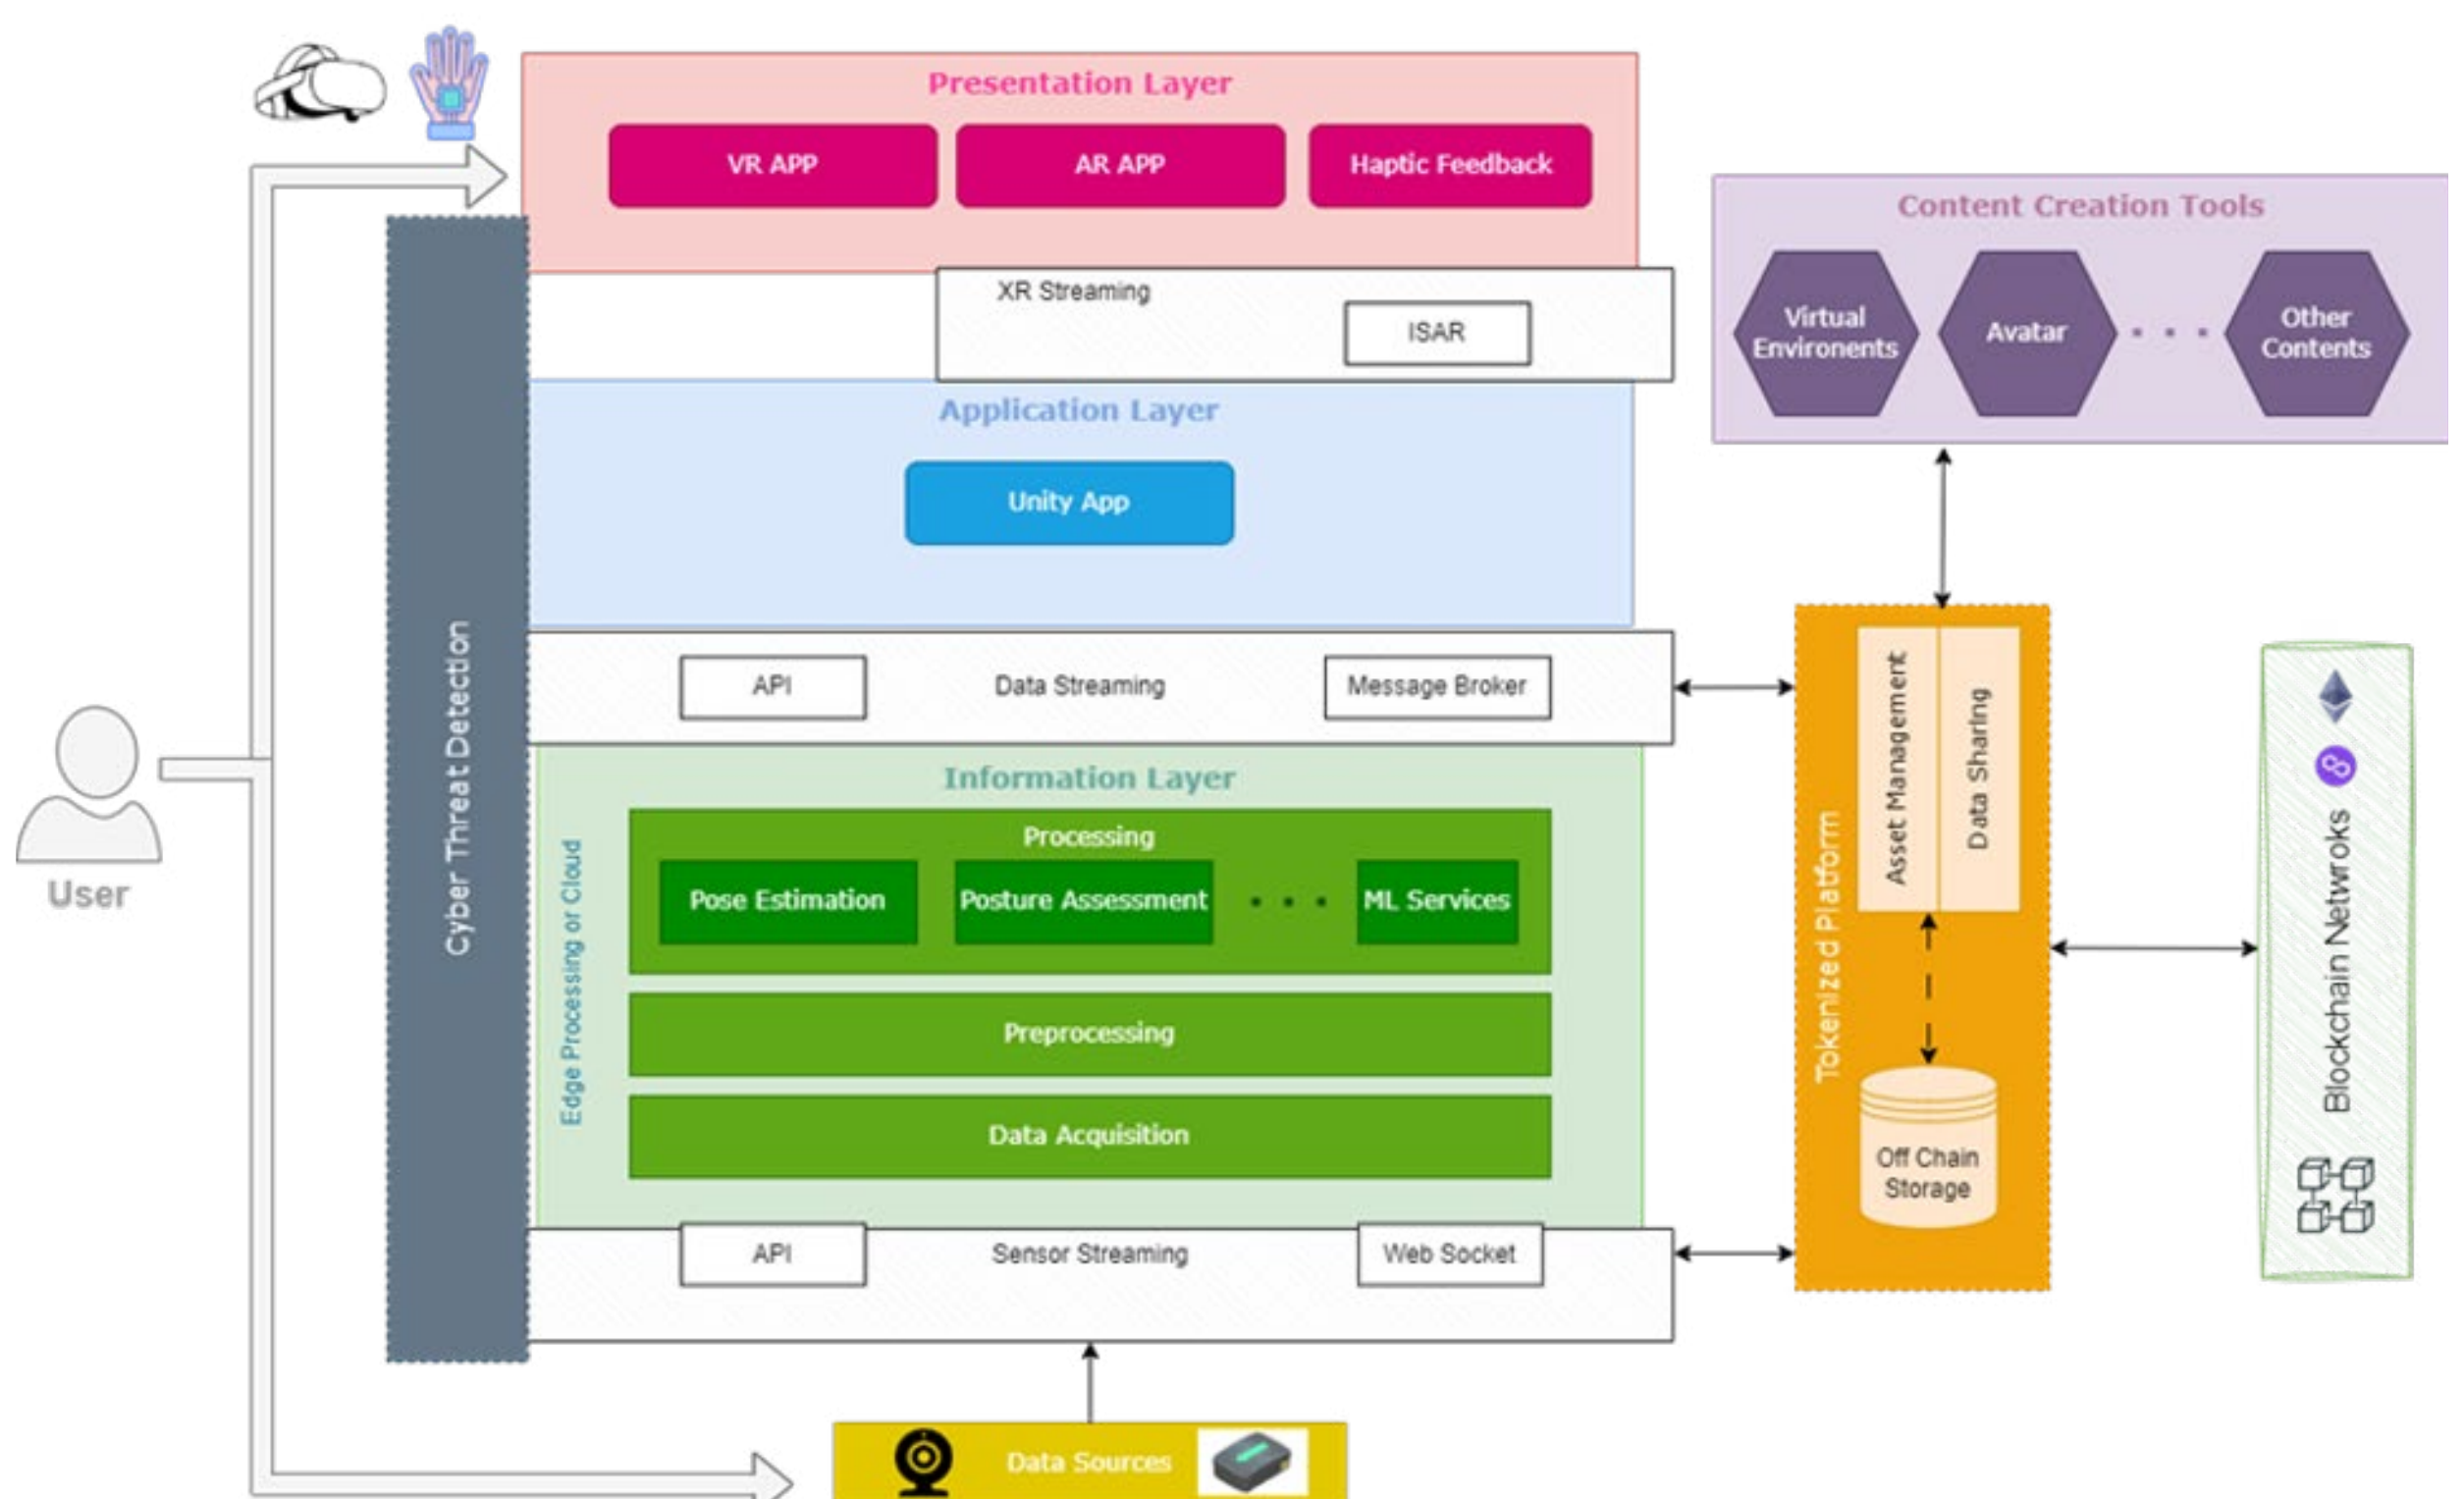 Presentation Layer
VR APP
AR APP
Haptic Feedback
XR Streaming
ISAR
Application Layer
Unity App
API
Data Streaming
Message Broker
Information Layer
Edge Processing or Cloud
Processing
Pose Estimation
Posture Assessment
. . .
ML Services
Preprocessing
Data Acquisition
API
Sensor Streaming
Web Socket
Data Sources
User
Cyber Threat Detection
Content Creation Tools
Virtual
Environents
Avatar
. . .
Other
Contents
Tokenized Platform
Asset Management
Data Sharing
Off Chain
Storage
Blockchain Netwroks